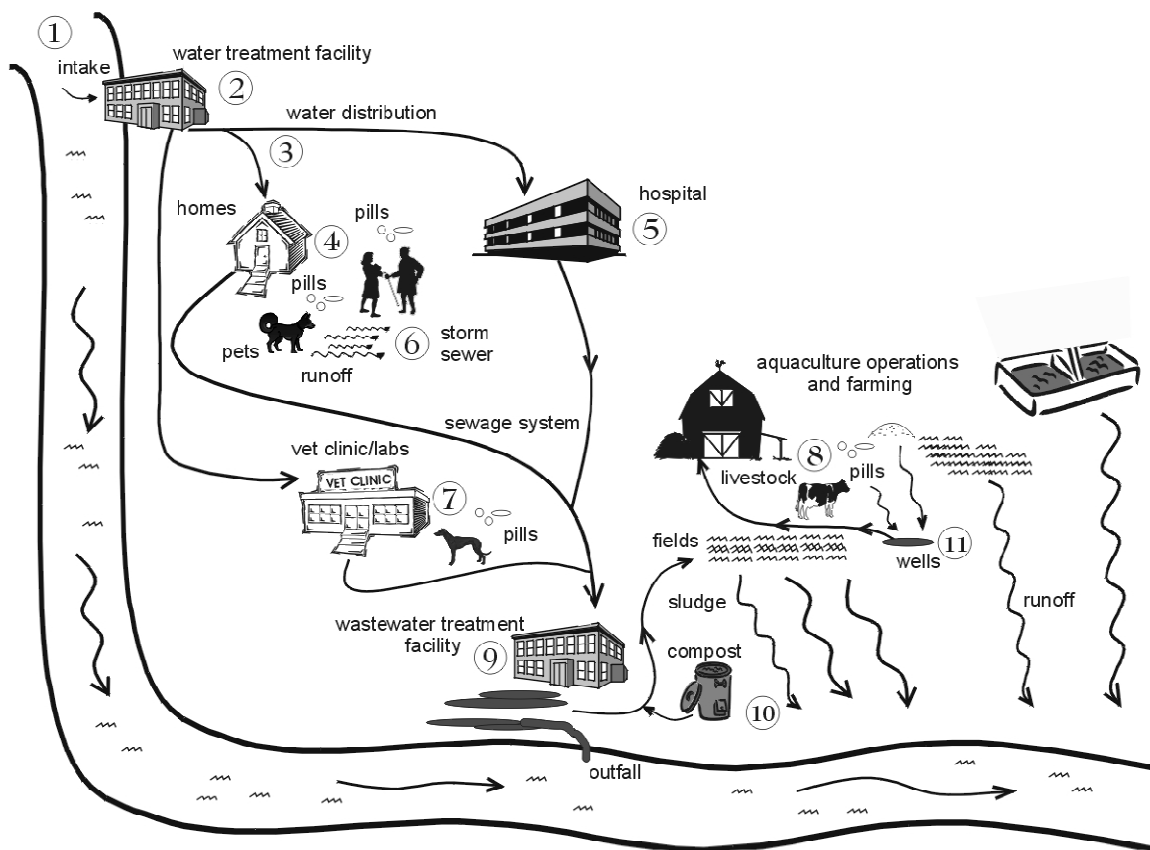 1
intake
water treatment facility
2
water distribution
3
homes
4
pills
hospital
5
pills
pets
runoff
6
storm
sewer
sewage system
vet clinic/labs
VET CLINIC
7
pills
aquaculture operations
and farming
8
livestock
pills
fields
wells
11
sludge
runoff
wastewater treatment
facility
9
compost
10
outfall